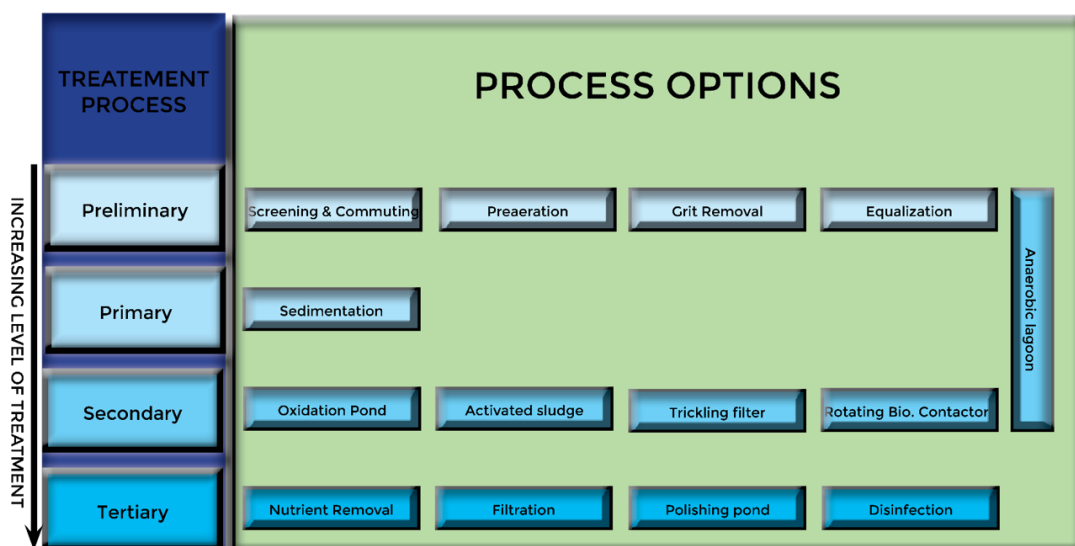 TREATEMENT
PROCESS
PROCESS OPTIONS
INCREASING LEVEL OF TREATMENT
Preliminary
Screening & Commuting
Preaeration
Grit Removal
Equalization
Anaerobic lagoon
Primary
Sedimentation
Secondary
Oxidation Pond
Activated sludge
Trickling filter
Rotating Bio. Contactor
Tertiary
Nutrient Removal
Filtration
Polishing pond
Disinfection